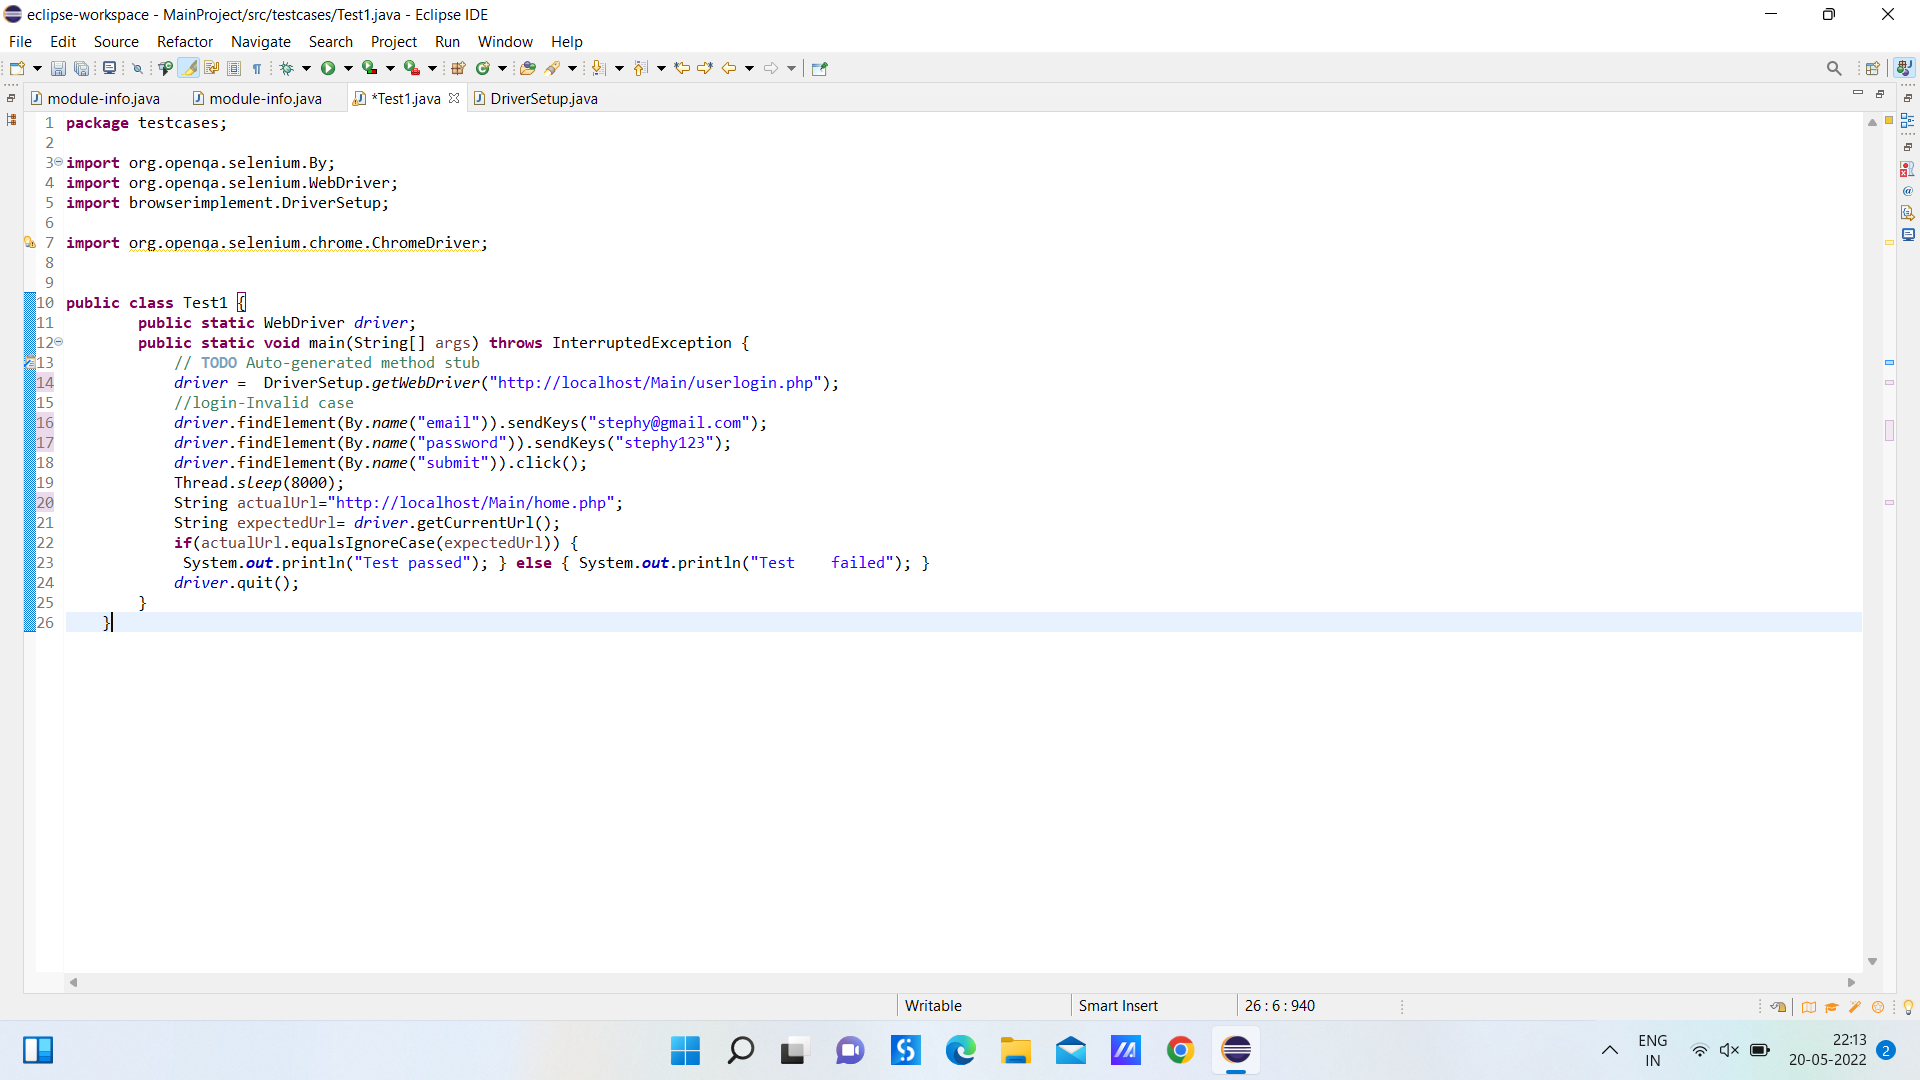 eclipse-workspace - MainProject/src/testcases/Test1.java - Eclipse IDE
File Edit Source Refactor Navigate Search Project Run Window Help
module-info.java module-info.java *Test1.java DriverSetup.java
1 package testcases;
2
3 import org.openqa.selenium.By;
4 import org.openqa.selenium.WebDriver;
5 import browserimplement.DriverSetup;
6
7 import org.openqa.selenium.chrome.ChromeDriver;
8
9
10 public class Test1 {
11 public static WebDriver driver;
12 public static void main(String[] args) throws InterruptedException {
13 // TODO Auto-generated method stub
14 driver = DriverSetup.getWebDriver("http://localhost/Main/userlogin.php");
15 //login-Invalid case
16 driver.findElement(By.name("email")).sendKeys("stephy@gmail.com");
17 driver.findElement(By.name("password")).sendKeys("stephy123");
18 driver.findElement(By.name("submit")).click();
19 Thread.sleep(8000);
20 String actualUrl="http://localhost/Main/home.php";
21 String expectedUrl= driver.getCurrentUrl();
22 if(actualUrl.equalsIgnoreCase(expectedUrl)) {
23 System.out.println("Test passed"); } else { System.out.println("Test    failed"); }
24 driver.quit();
25 }
26 }
Writable Smart Insert 26 : 6 : 940
ENG
IN
22:13
20-05-2022
2